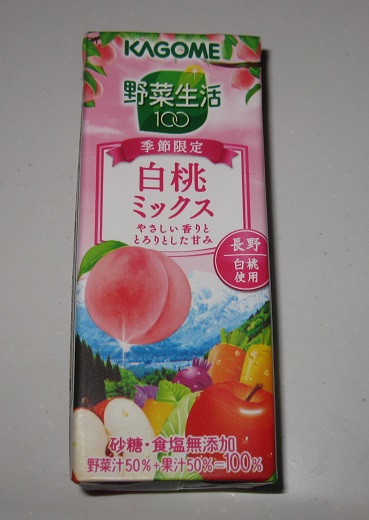 KAGOME
野菜生活
100
季節限定
白桃
ミックス
やさしい香りと
とろりとした甘み
長野
白桃
使用
砂糖・食塩無添加
野菜汁50%+果汁50%=100%